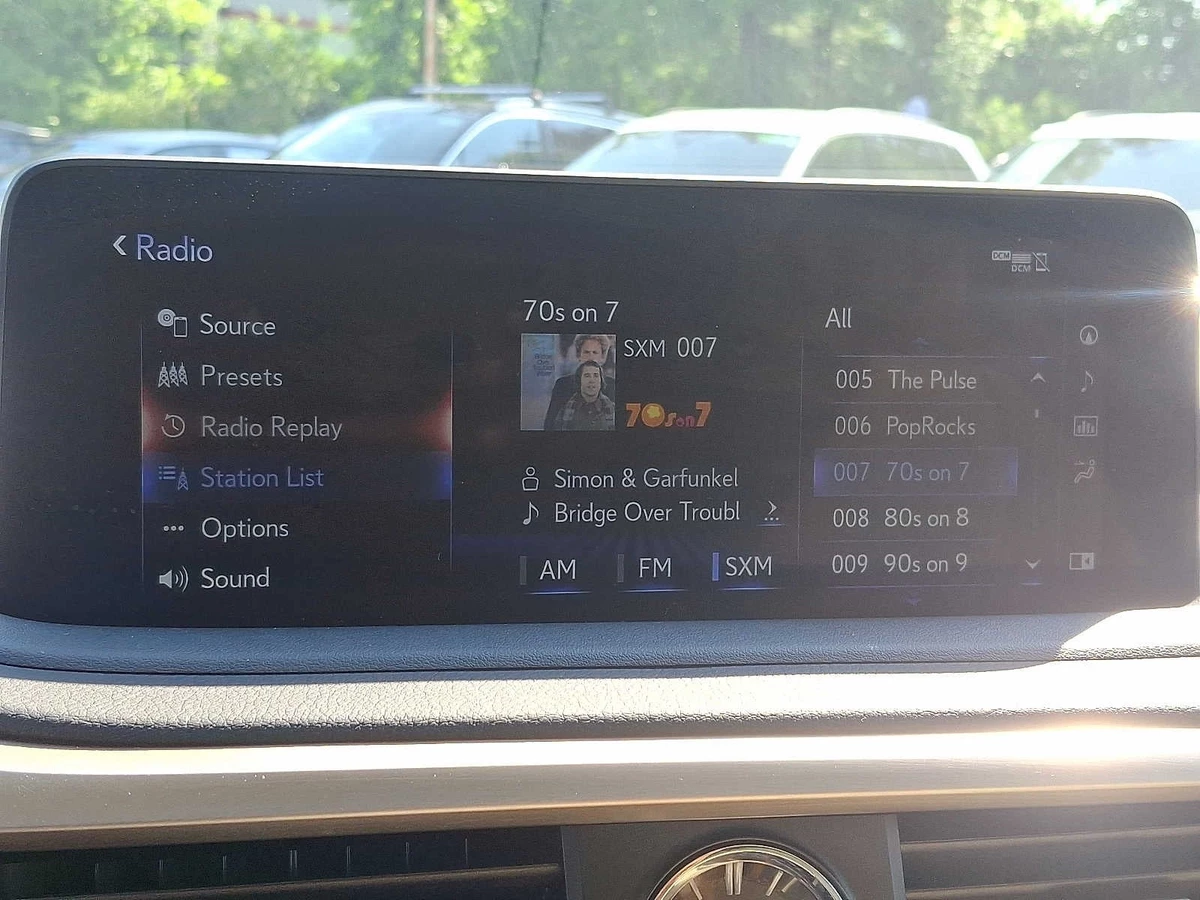 Radio
DCM
DCM
Source
Presets
Radio Replay
Station List
Options
Sound
70s on 7
SXM 007
70s on 7
Simon & Garfunkel
Bridge Over Troubl
AM
FM
SXM
All
005 The Pulse
006 PopRocks
007 70s on 7
008 80s on 8
009 90s on 9